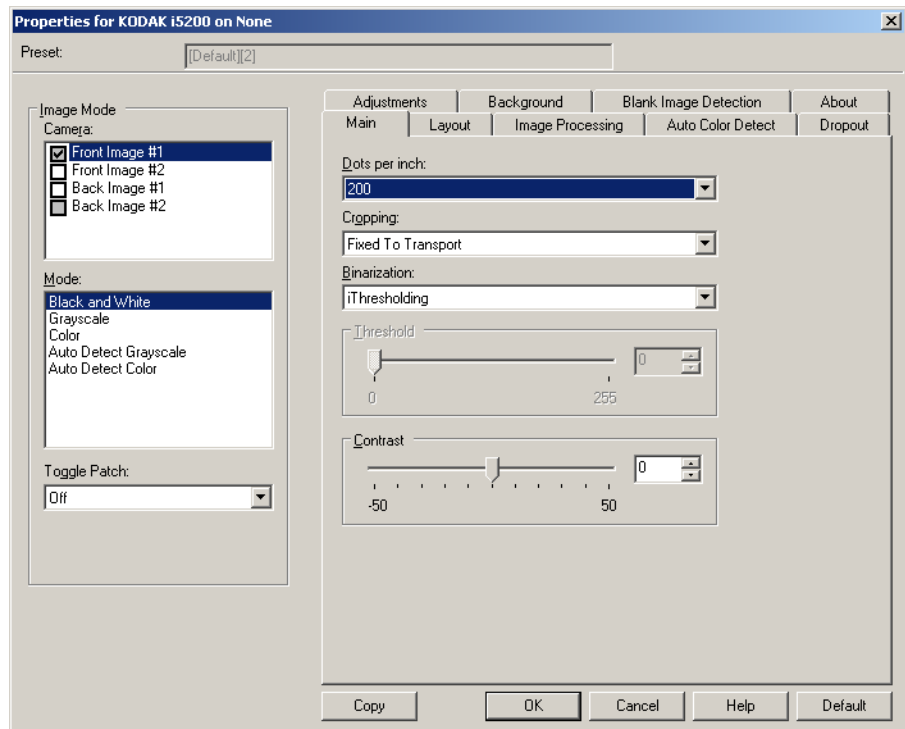 Properties for KODAK i5200 on None
Preset:
[Default][2]
Image Mode
Camera:
Front Image #1
Front Image #2
Back Image #1
Back Image #2
Mode:
Black and White
Grayscale
Color
Auto Detect Grayscale
Auto Detect Color
Toggle Patch:
Off
Adjustments
Background
Blank Image Detection
About
Main
Layout
Image Processing
Auto Color Detect
Dropout
Dots per inch:
200
Cropping:
Fixed To Transport
Binarization:
iThresholding
Threshold
0
0
255
Contrast
0
-50
50
Copy
OK
Cancel
Help
Default